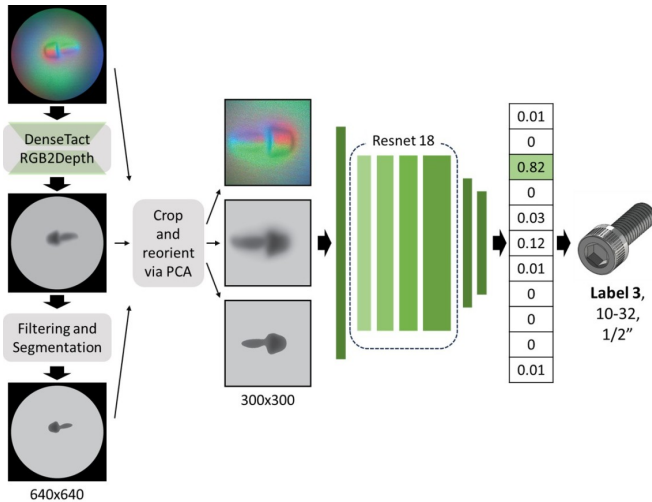 DenseTact
RGB2Depth
Filtering and
Segmentation
640x640
Crop
and
reorient
via PCA
300x300
Resnet 18
0.01
0
0.82
0
0.03
0.12
0.01
0
0
0
0.01
Label 3,
10-32,
1/2”